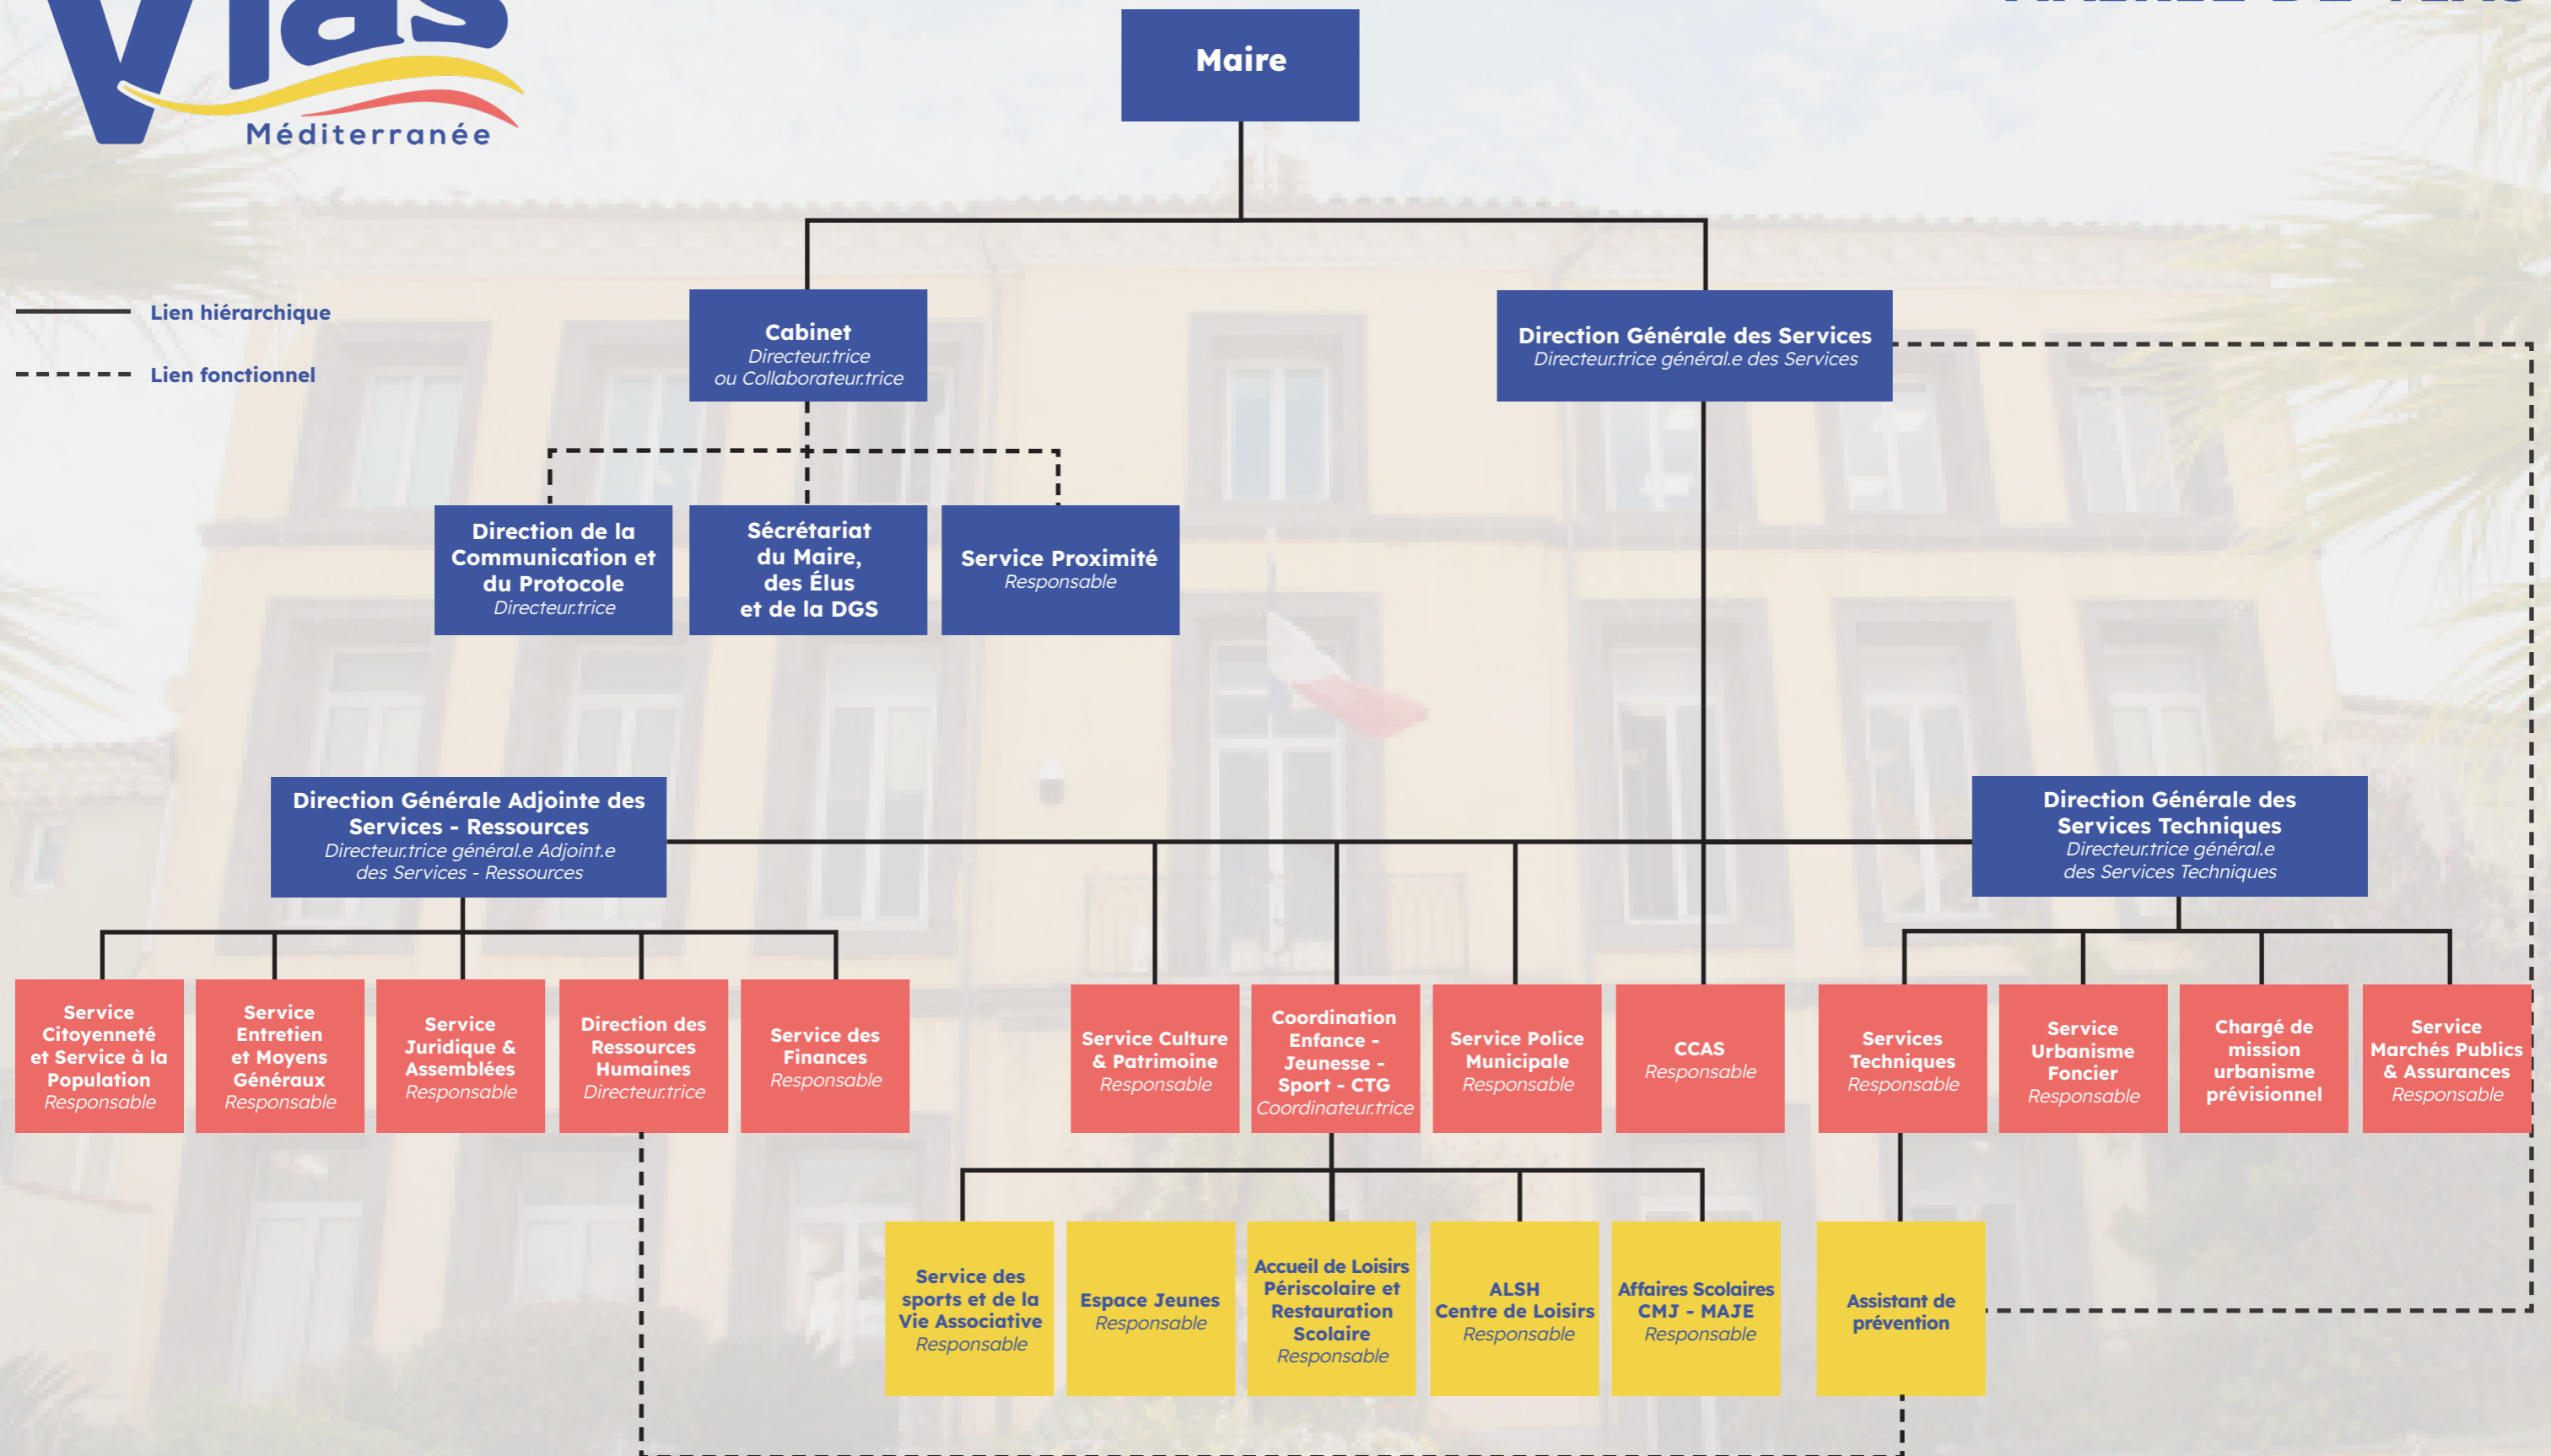 Vias
Méditerranée
MAIRIE DE VIAS
Maire
Lien hiérarchique
Lien fonctionnel
Cabinet
Directeur.trice
ou Collaborateur.trice
Direction Générale des Services
Directeur.trice général.e des Services
Direction de la
Communication et
du Protocole
Directeur.trice
Sécrétariat
du Maire,
des Élus
et de la DGS
Service Proximité
Responsable
Direction Générale Adjointe des
Services - Ressources
Directeur.trice général.e Adjoint.e
des Services - Ressources
Direction Générale des
Services Techniques
Directeur.trice général.e
des Services Techniques
Service
Citoyenneté
et Service à la
Population
Responsable
Service
Entretien
et Moyens
Généraux
Responsable
Service
Juridique &
Assemblées
Responsable
Direction des
Ressources
Humaines
Directeur.trice
Service des
Finances
Responsable
Service Culture
& Patrimoine
Responsable
Coordination
Enfance -
Jeunesse -
Sport - CTG
Coordinateur.trice
Service Police
Municipale
Responsable
CCAS
Responsable
Services
Techniques
Responsable
Service
Urbanisme
Foncier
Responsable
Chargé de
mission
urbanisme
prévisionnel
Service
Marchés Publics
& Assurances
Responsable
Service des
sports et de la
Vie Associative
Responsable
Espace Jeunes
Responsable
Accueil de Loisirs
Périscolaire et
Restauration
Scolaire
Responsable
ALSH
Centre de Loisirs
Responsable
Affaires Scolaires
CMJ - MAJE
Responsable
Assistant de
prévention